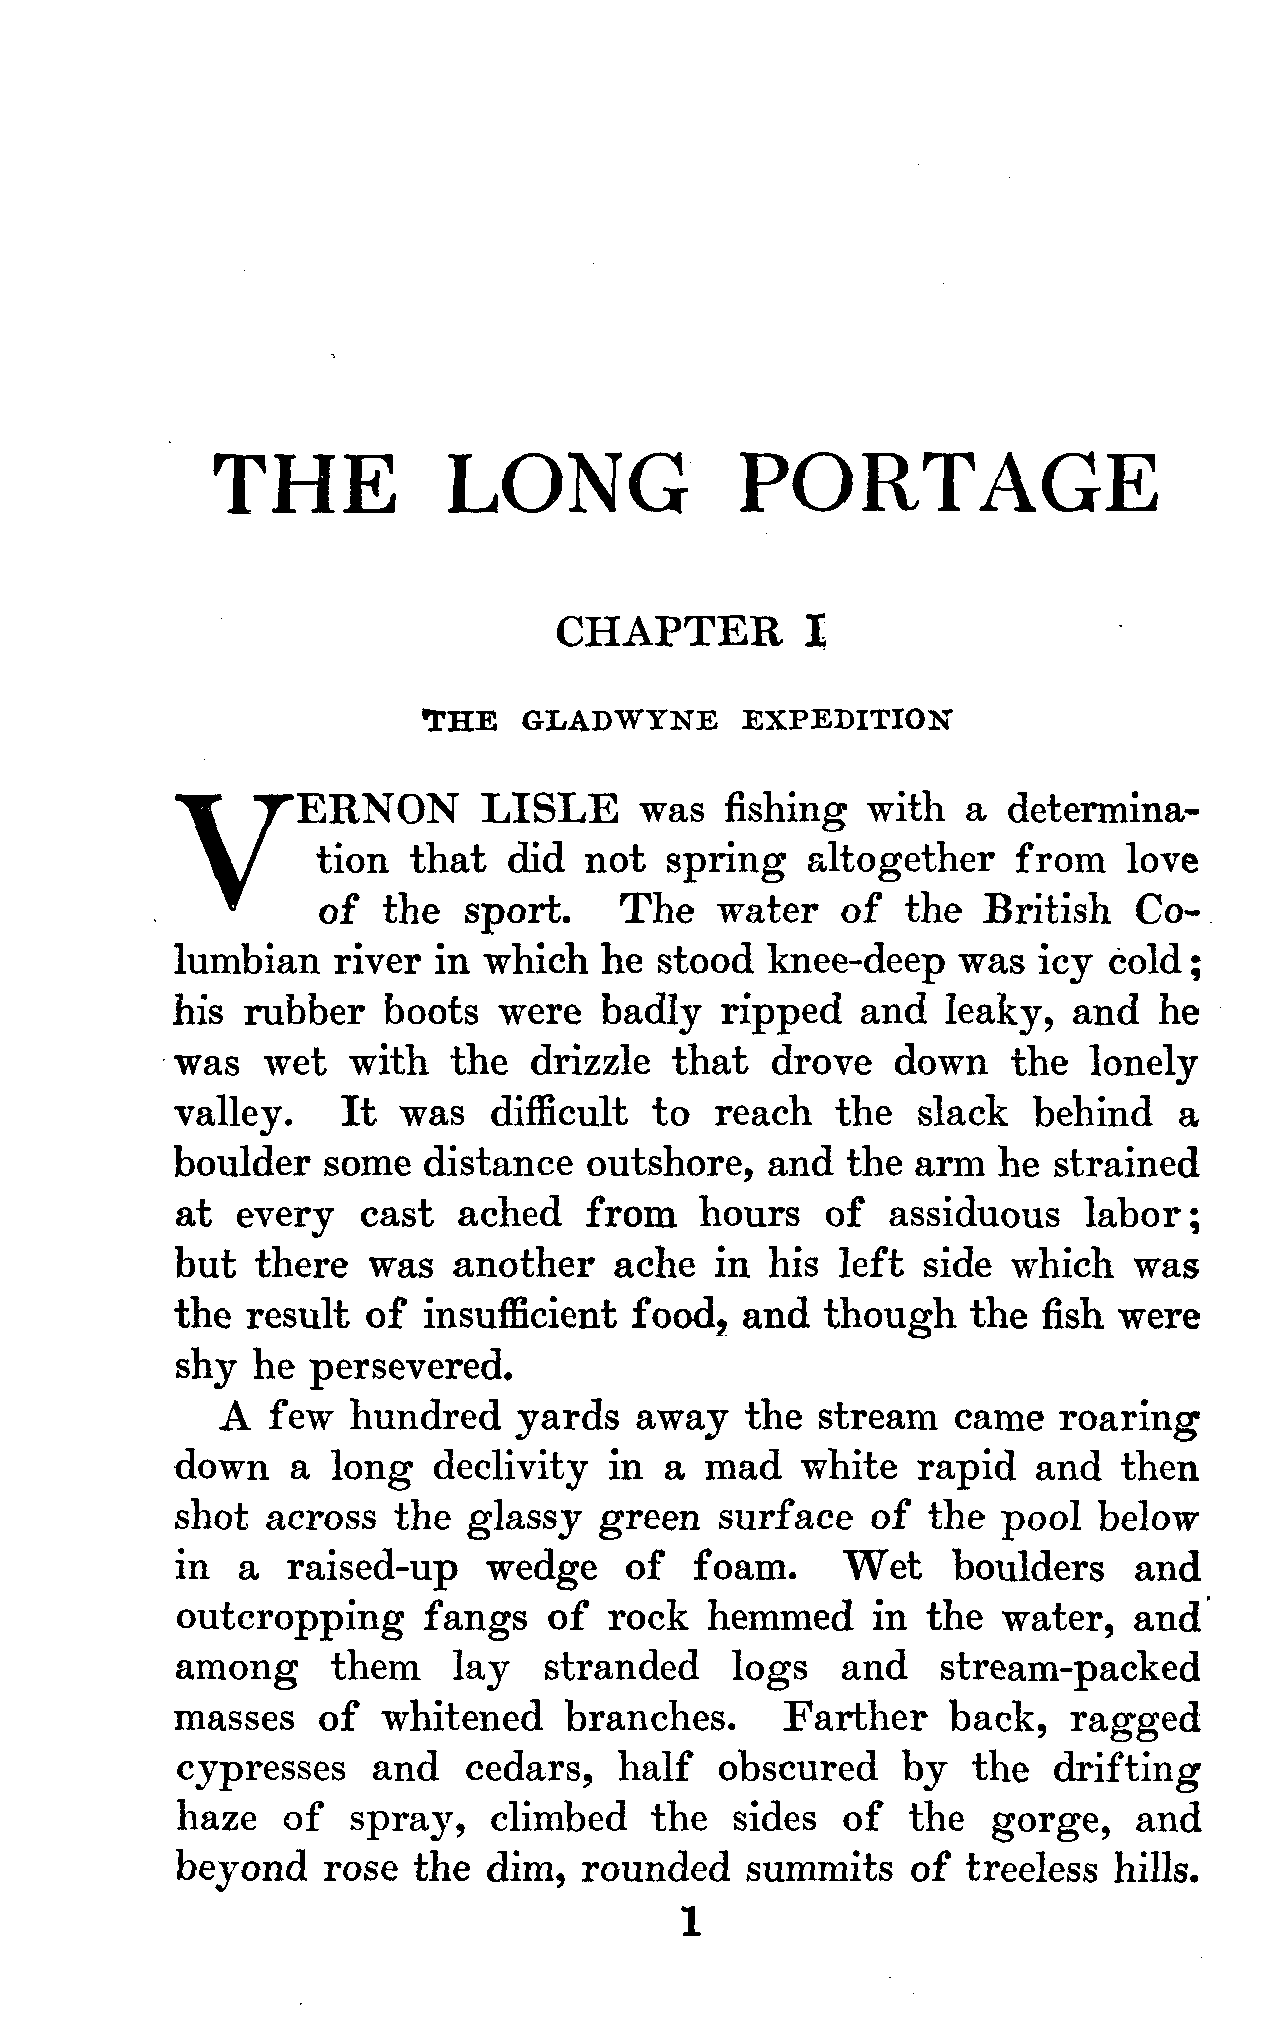 THE LONG PORTAGE
CHAPTER I
THE GLADWYNE EXPEDITION
VERNON LISLE was fishing with a determina-
tion that did not spring altogether from love
of the sport. The water of the British Co-
lumbian river in which he stood knee-deep was icy cold;
his rubber boots were badly ripped and leaky, and he
was wet with the drizzle that drove down the lonely
valley. It was difficult to reach the slack behind a
boulder some distance outshore, and the arm he strained
at every cast ached from hours of assiduous labor;
but there was another ache in his left side which was
the result of insufficient food, and though the fish were
shy he persevered.
A few hundred yards away the stream came roaring
down a long declivity in a mad white rapid and then
shot across the glassy green surface of the pool below
in a raised-up wedge of foam. Wet boulders and
outcropping fangs of rock hemmed in the water, and
among them lay stranded logs and stream-packed
masses of whitened branches. Farther back, ragged
cypresses and cedars, half obscured by the drifting
haze of spray, climbed the sides of the gorge, and
beyond rose the dim, rounded summits of treeless hills.
1